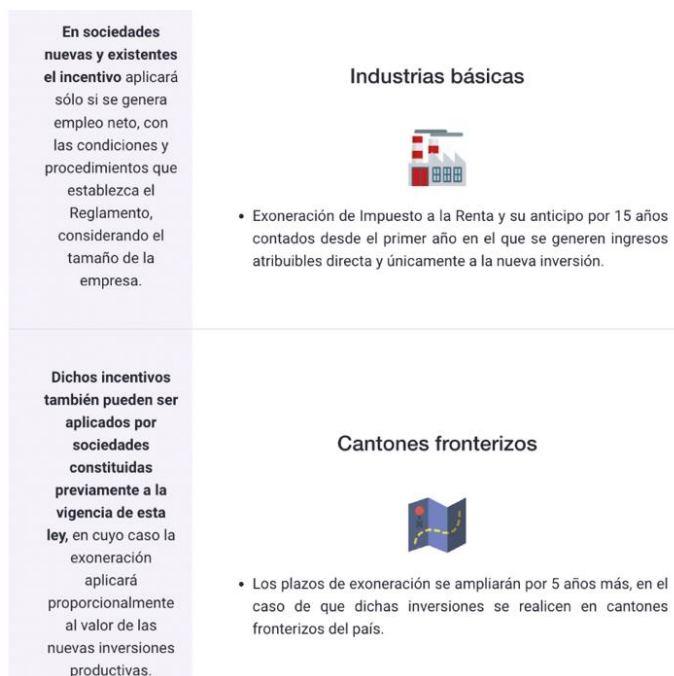 En sociedades
nuevas y existentes
el incentivo aplicará
sólo si se genera
empleo neto, con
las condiciones y
procedimientos que
establezca el
Reglamento,
considerando el
tamaño de la
empresa.
Industrias básicas
• Exoneración de Impuesto a la Renta y su anticipo por 15 años
contados desde el primer año en el que se generen ingresos
atribuibles directa y únicamente a la nueva inversión.
Dichos incentivos
también pueden ser
aplicados por
sociedades
constituidas
previamente a la
vigencia de esta
ley, en cuyo caso la
exoneración
aplicará
proporcionalmente
al valor de las
nuevas inversiones
productivas.
Cantones fronterizos
• Los plazos de exoneración se ampliarán por 5 años más, en el
caso de que dichas inversiones se realicen en cantones
fronterizos del país.